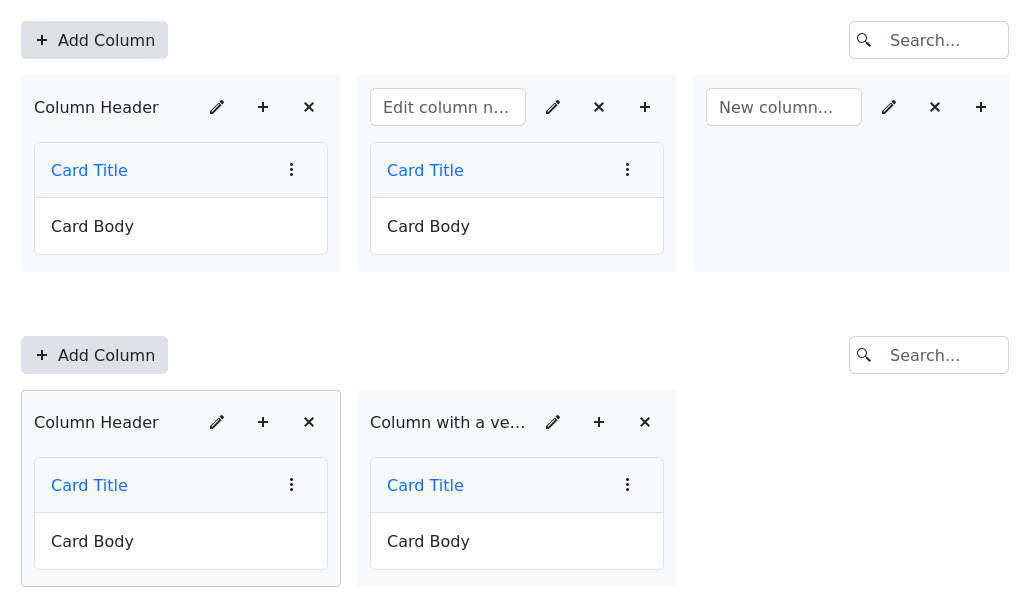 Add Column
Search...
Column Header
Edit column n...
New column...
Card Title
Card Title
Card Body
Card Body
Add Column
Search...
Column Header
Column with a ve...
Card Title
Card Title
Card Body
Card Body